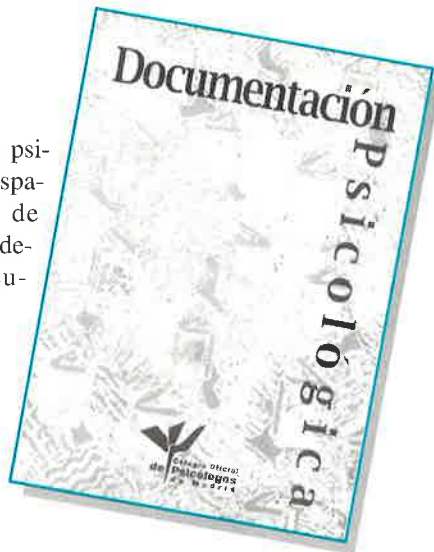 psi-
spa-
de
de-
u-
Documentación
Psicológica
Colegio Oficial
de Psicólogos
de Madrid